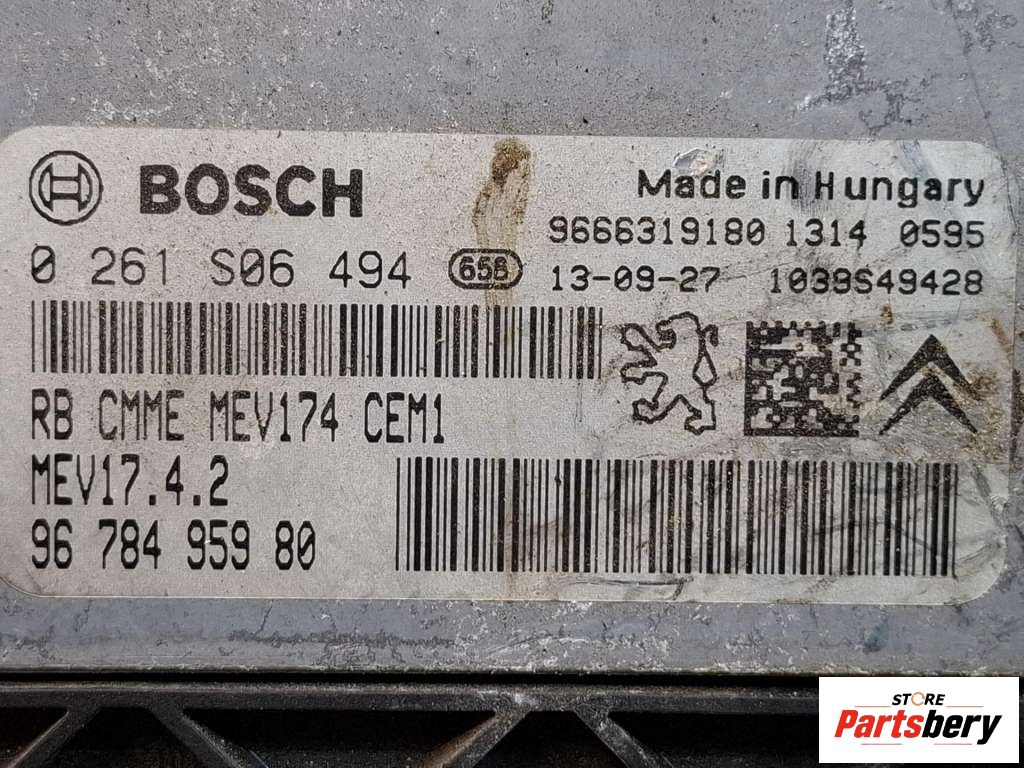 BOSCH
Made in Hungary
9666319180 1314 0595
0 261 S06 494 658 13-09-27 1039S49428
RB CMME MEV174 CEM1
MEV17.4.2
96 784 959 80
STORE
Partsbery